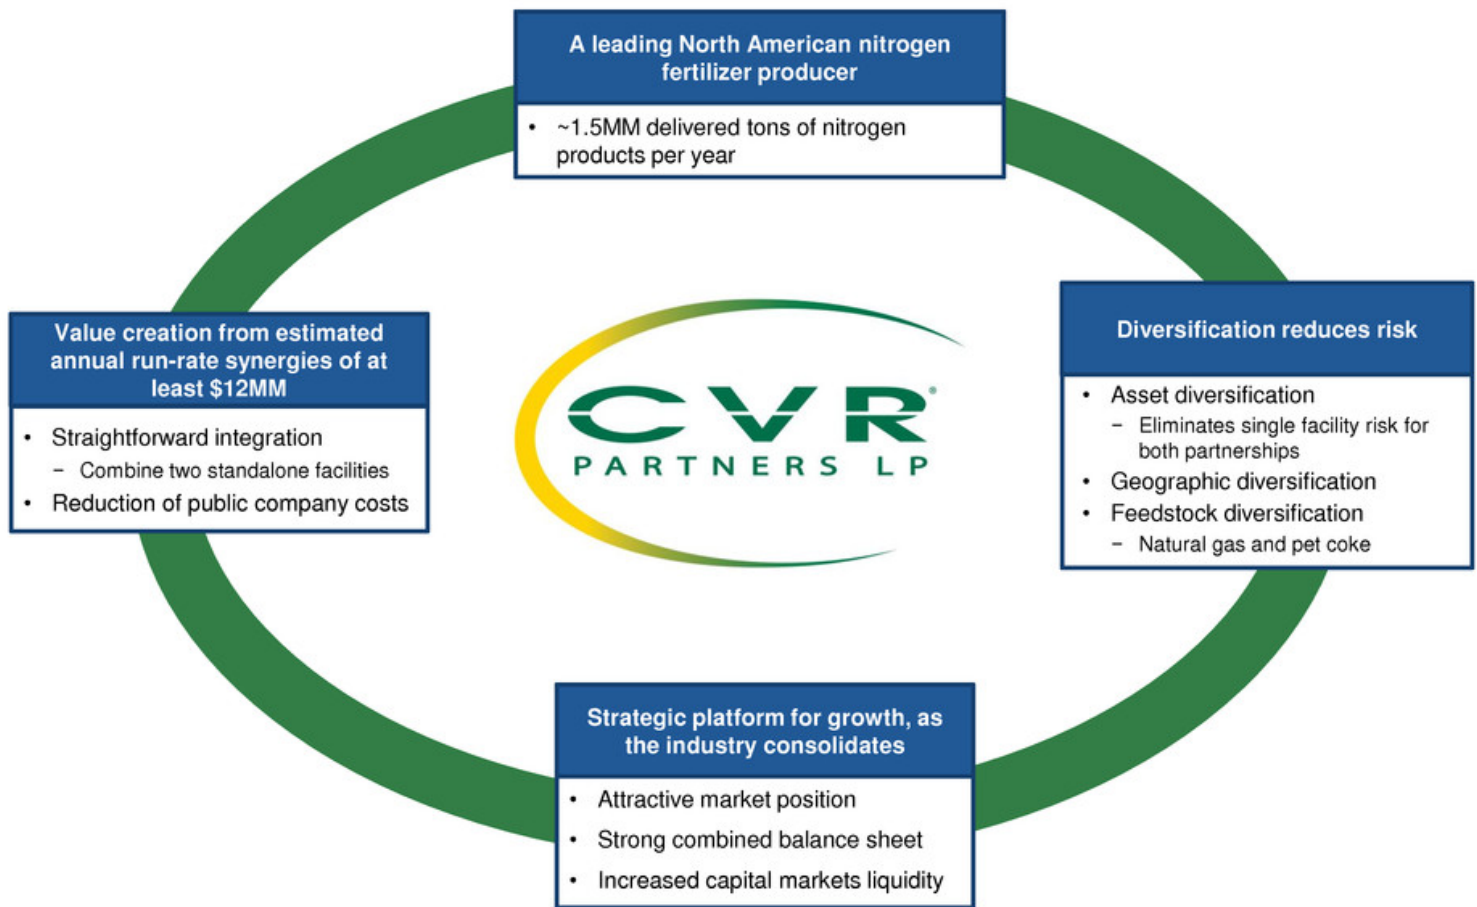 A leading North American nitrogen
fertilizer producer
• ~1.5MM delivered tons of nitrogen
products per year
Value creation from estimated
annual run-rate synergies of at
least $12MM
• Straightforward integration
− Combine two standalone facilities
• Reduction of public company costs
CVR®
PARTNERS LP
Diversification reduces risk
• Asset diversification
− Eliminates single facility risk for
both partnerships
• Geographic diversification
• Feedstock diversification
− Natural gas and pet coke
Strategic platform for growth, as
the industry consolidates
• Attractive market position
• Strong combined balance sheet
• Increased capital markets liquidity